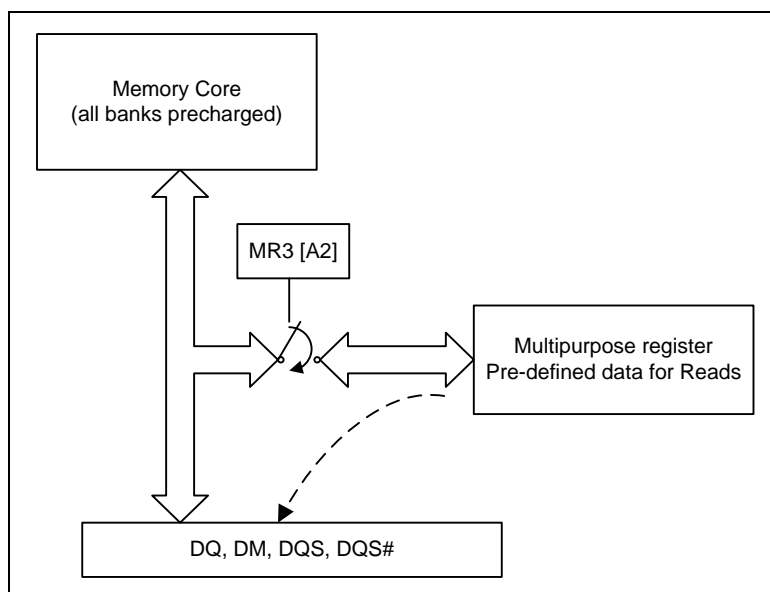 Memory Core
(all banks precharged)
MR3 [A2]
Multipurpose register
Pre-defined data for Reads
DQ, DM, DQS, DQS#